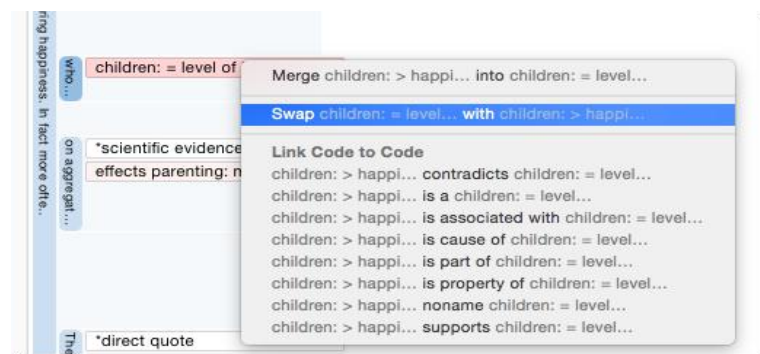 ring happiness. In fact more ofte..
who...
children: = level of
Merge children: > happi... into children: = level...
Swap children: = level... with children: > happi...
on aggregat...
*scientific evidence
effects parenting: n
Link Code to Code
children: > happi... contradicts children: = level...
children: > happi... is a children: = level...
children: > happi... is associated with children: = level...
children: > happi... is cause of children: = level...
children: > happi... is part of children: = level...
children: > happi... is property of children: = level...
children: > happi... noname children: = level...
children: > happi... supports children: = level...
The
*direct quote